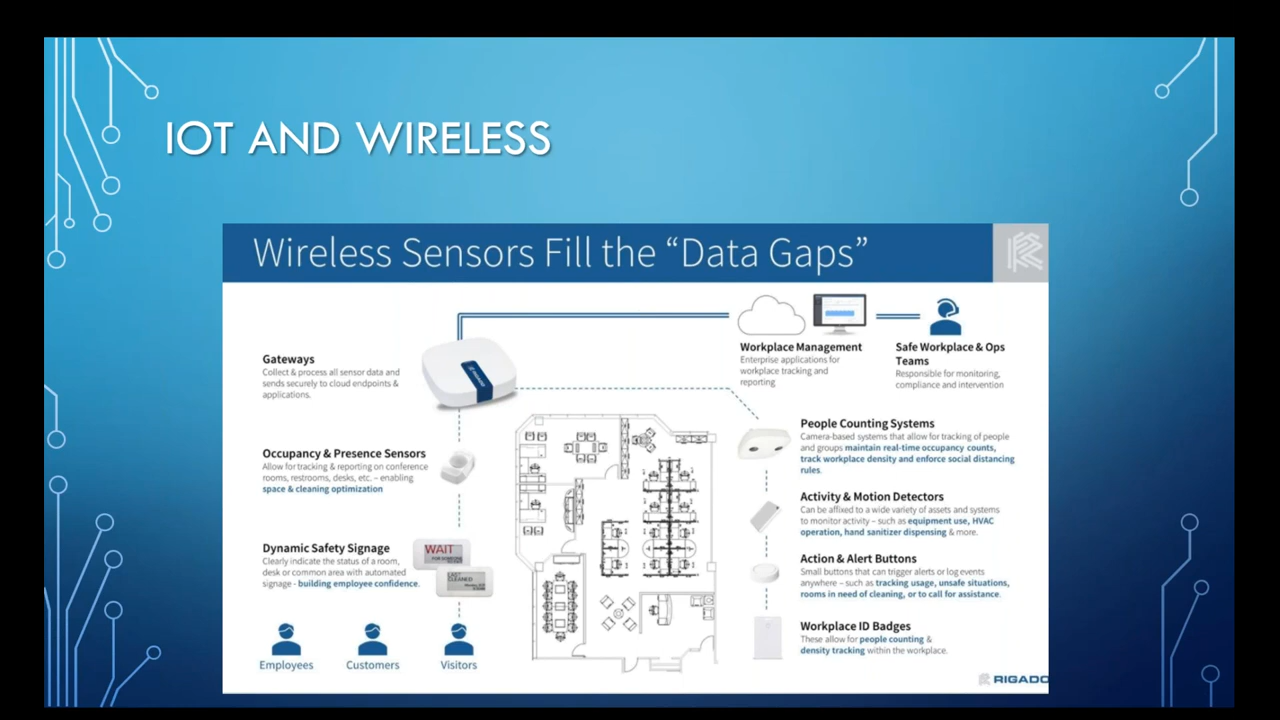 IOT AND WIRELESS
Wireless Sensors Fill the “Data Gaps”
Gateways
Collect & process all sensor data and
sends securely to cloud endpoints &
applications.
RIGADO
Workplace Management
Enterprise applications for
workplace tracking and
reporting
Safe Workplace & Ops
Teams
Responsible for monitoring,
compliance and intervention
Occupancy & Presence Sensors
Allow for tracking & reporting on conference
rooms, restrooms, desks, etc. – enabling
space & cleaning optimization
Dynamic Safety Signage
Clearly indicate the status of a room,
desk or common area with automated
signage - building employee confidence.
WAIT
LAST
CLEANED
Employees
Customers
Visitors
People Counting Systems
Camera-based systems that allow for tracking of people
and groups maintain real-time occupancy counts,
track workplace density and enforce social distancing
rules.
Activity & Motion Detectors
Can be affixed to a wide variety of assets and systems
to monitor activity – such as equipment use, HVAC
operation, hand sanitizer dispensing & more.
Action & Alert Buttons
Small buttons that can trigger alerts or log events
anywhere – such as tracking usage, unsafe situations,
rooms in need of cleaning, or to call for assistance.
Workplace ID Badges
These allow for people counting &
density tracking within the workplace.
RIGADO